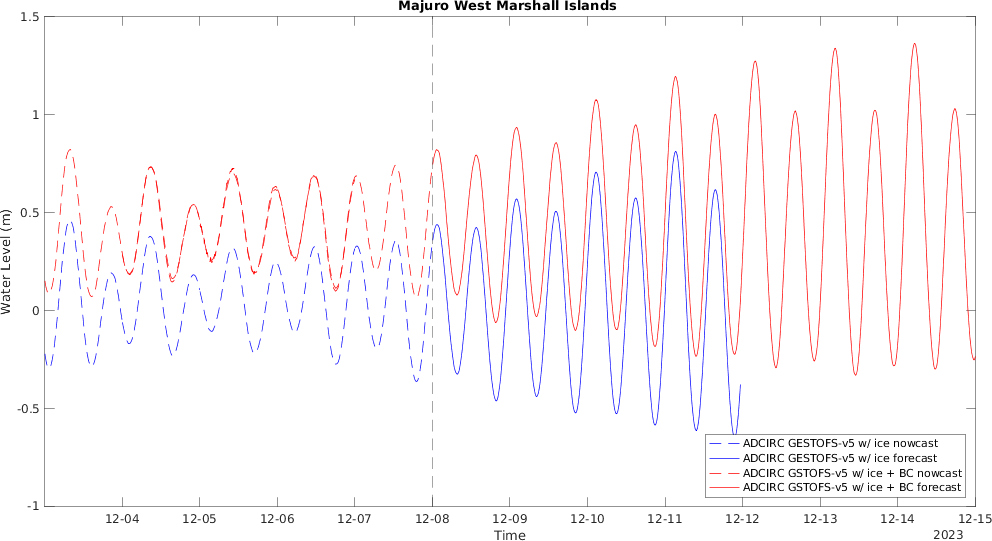 Majuro West Marshall Islands
1.5
1
0.5
0
-0.5
-1
Water Level (m)
12-04 12-05 12-06 12-07 12-08 12-09 12-10 12-11 12-12 12-13 12-14 12-15
Time
2023
ADCIRC GESTOFS-v5 w/ ice nowcast
ADCIRC GESTOFS-v5 w/ ice forecast
ADCIRC GSTOFS-v5 w/ ice + BC nowcast
ADCIRC GSTOFS-v5 w/ ice + BC forecast